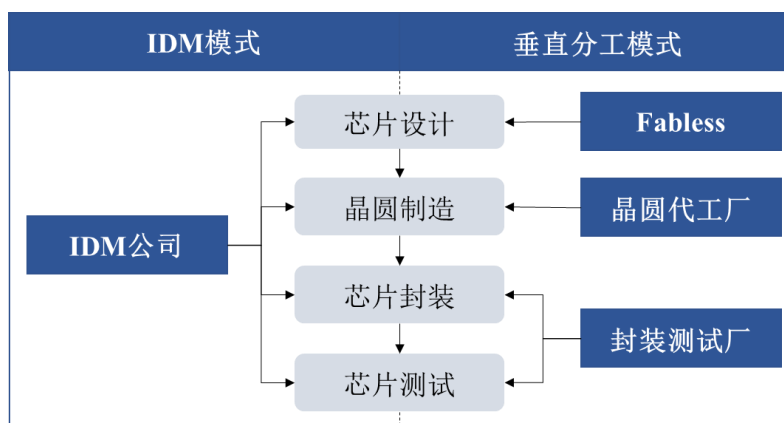 IDM模式
垂直分工模式
芯片设计
Fabless
晶圆制造
晶圆代工厂
IDM公司
芯片封装
封装测试厂
芯片测试